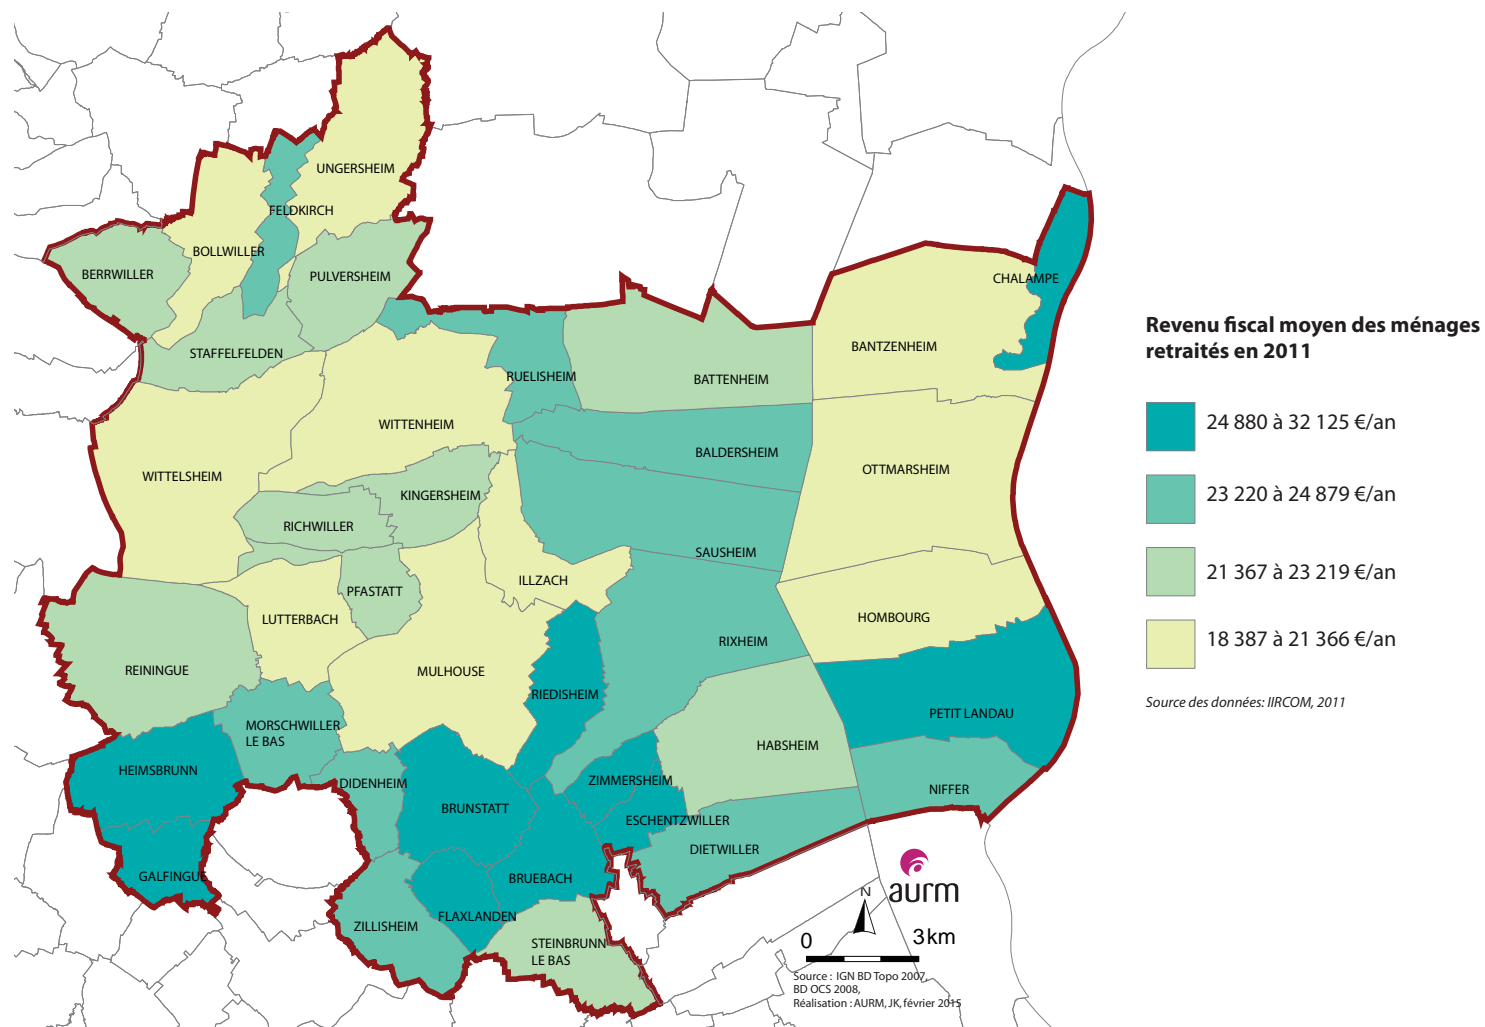 UNGERSHEIM
FELDKIRCH
BOLLWILLER
BERRWILLER
PULVERSHEIM
CHALAMPE
STAFFELFELDEN
BANTZENHEIM
RUELISHEIM
BATTENHEIM
WITTENHEIM
BALDERSHEIM
OTTMARSHEIM
WITTELSHEIM
KINGERSHEIM
RICHWILLER
SAUSHEIM
ILLZACH
PFASTATT
LUTTERBACH
HOMBOURG
RIXHEIM
REININGUE
MULHOUSE
RIEDISHEIM
PETIT LANDAU
MORSCHWILLER
LE BAS
HABSHEIM
HEIMSBRUNN
DIDENHEIM
ZIMMERSHEIM
NIFFER
BRUNSTATT
ESCHENTZWILLER
DIETWILLER
GALFINGUE
BRUEBACH
FLAXLANDEN
ZILLISHEIM
STEINBRUNN
LE BAS
Revenu fiscal moyen des ménages
retraités en 2011
24 880 à 32 125 €/an
23 220 à 24 879 €/an
21 367 à 23 219 €/an
18 387 à 21 366 €/an
Source des données: IIRCOM, 2011
aurm
N
0 3km
Source : IGN BD Topo 2007,
BD OCS 2008,
Réalisation : AURM, JK, février 2015